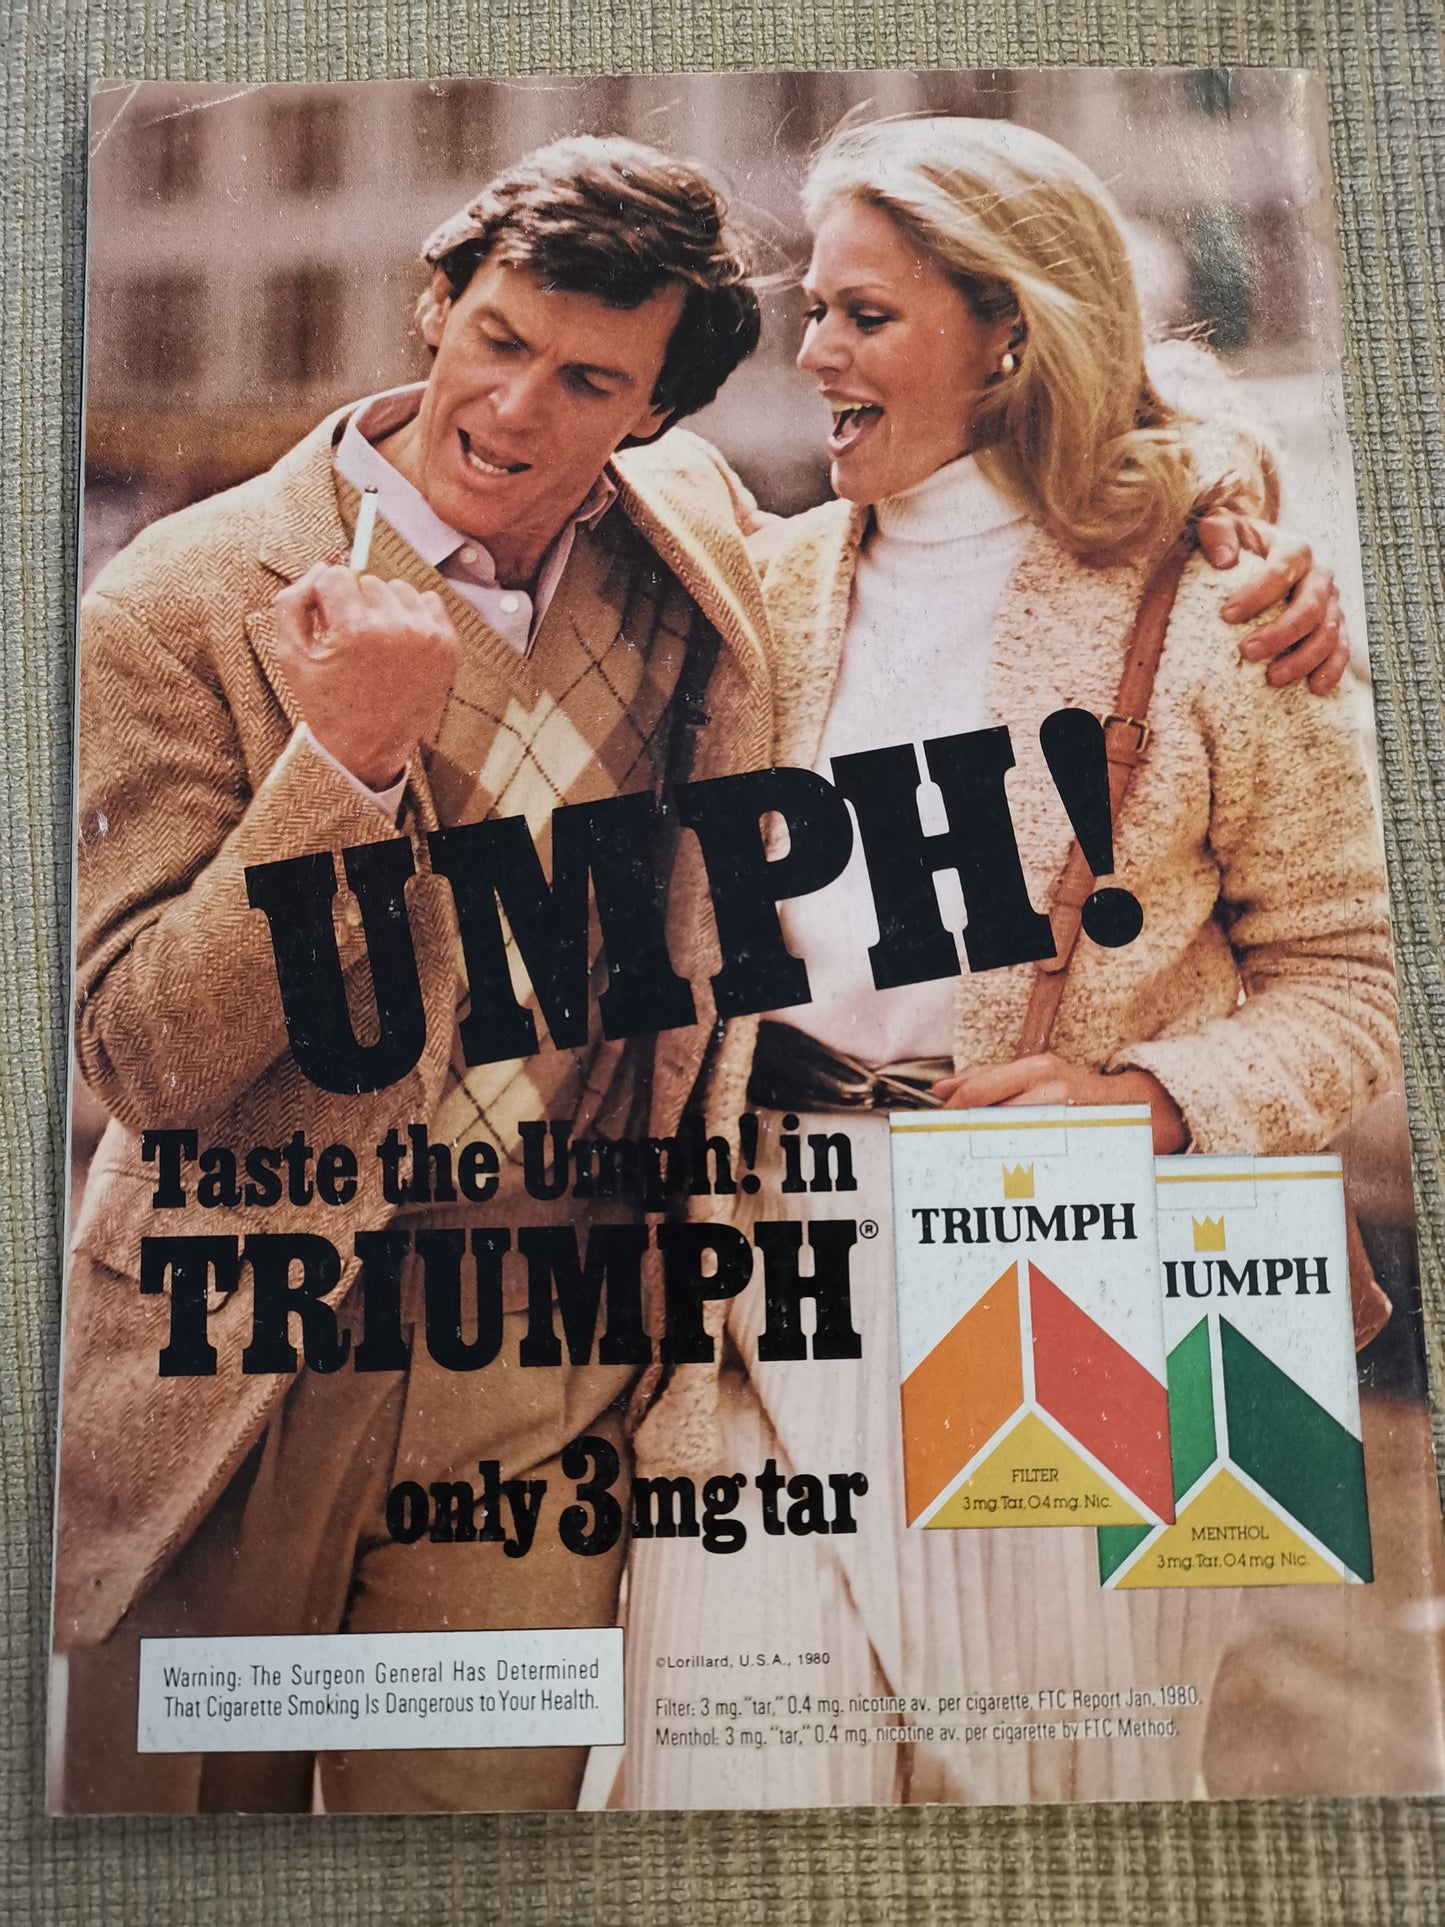 UMPH!
Taste the Umph! in
TRIUMPH®
only 3 mg tar
TRIUMPH
FILTER
3 mg. Tar, 0.4 mg. Nic.
IUMPH
MENTHOL
3 mg. Tar, 0.4 mg. Nic.
Warning: The Surgeon General Has Determined
That Cigarette Smoking Is Dangerous to Your Health.
©Lorillard, U.S.A., 1980
Filter: 3 mg. "tar," 0.4 mg. nicotine av. per cigarette, FTC Report Jan. 1980.
Menthol: 3 mg. "tar," 0.4 mg. nicotine av. per cigarette by FTC Method.